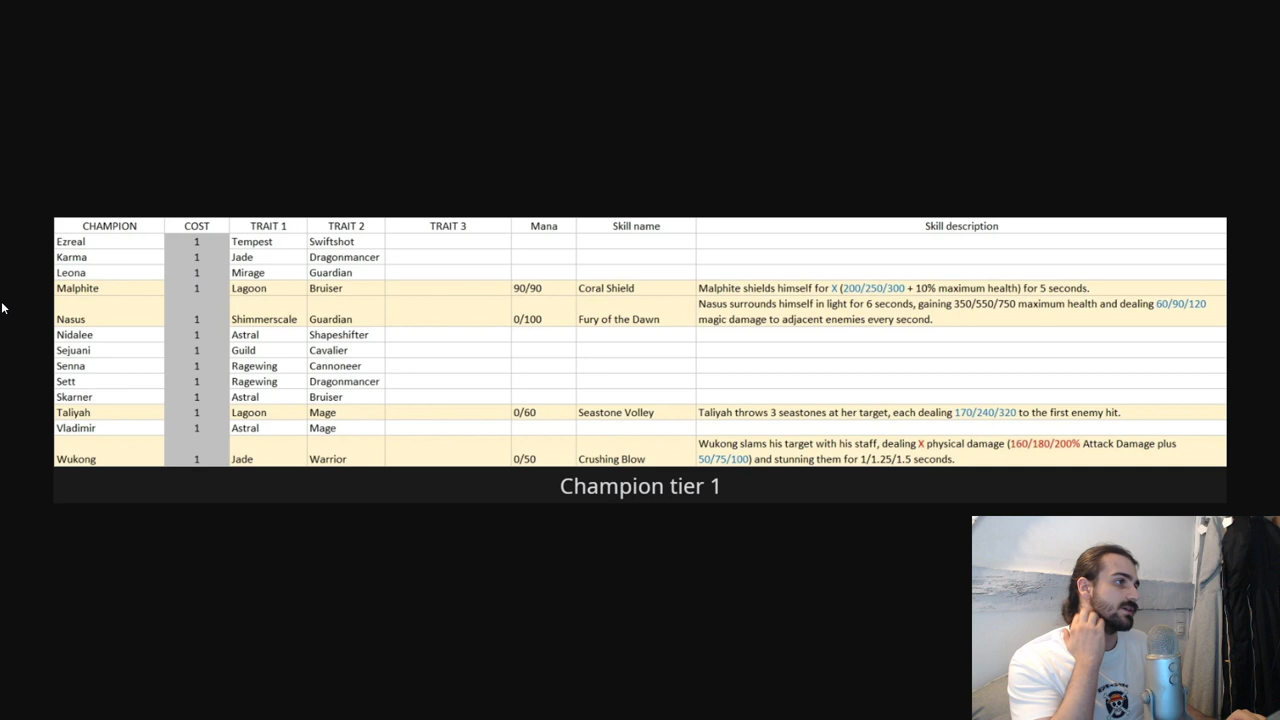 CHAMPION COST TRAIT 1 TRAIT 2 TRAIT 3 Mana Skill name Skill description
Ezreal 1 Tempest Swiftshot
Karma 1 Jade Dragonmancer
Leona 1 Mirage Guardian
Malphite 1 Lagoon Bruiser 90/90 Coral Shield Malphite shields himself for X (200/250/300 + 10% maximum health) for 5 seconds.
Nasus surrounds himself in light for 6 seconds, gaining 350/550/750 maximum health and dealing 60/90/120
Nasus 1 Shimmerscale Guardian 0/100 Fury of the Dawn magic damage to adjacent enemies every second.
Nidalee 1 Astral Shapeshifter
Sejuani 1 Guild Cavalier
Senna 1 Ragewing Cannoneer
Sett 1 Ragewing Dragonmancer
Skarner 1 Astral Bruiser
Taliyah 1 Lagoon Mage 0/60 Seastone Volley Taliyah throws 3 seastones at her target, each dealing 170/240/320 to the first enemy hit.
Vladimir 1 Astral Mage
Wukong slams his target with his staff, dealing X physical damage (160/180/200% Attack Damage plus
Wukong 1 Jade Warrior 0/50 Crushing Blow 50/75/100) and stunning them for 1/1.25/1.5 seconds.
Champion tier 1